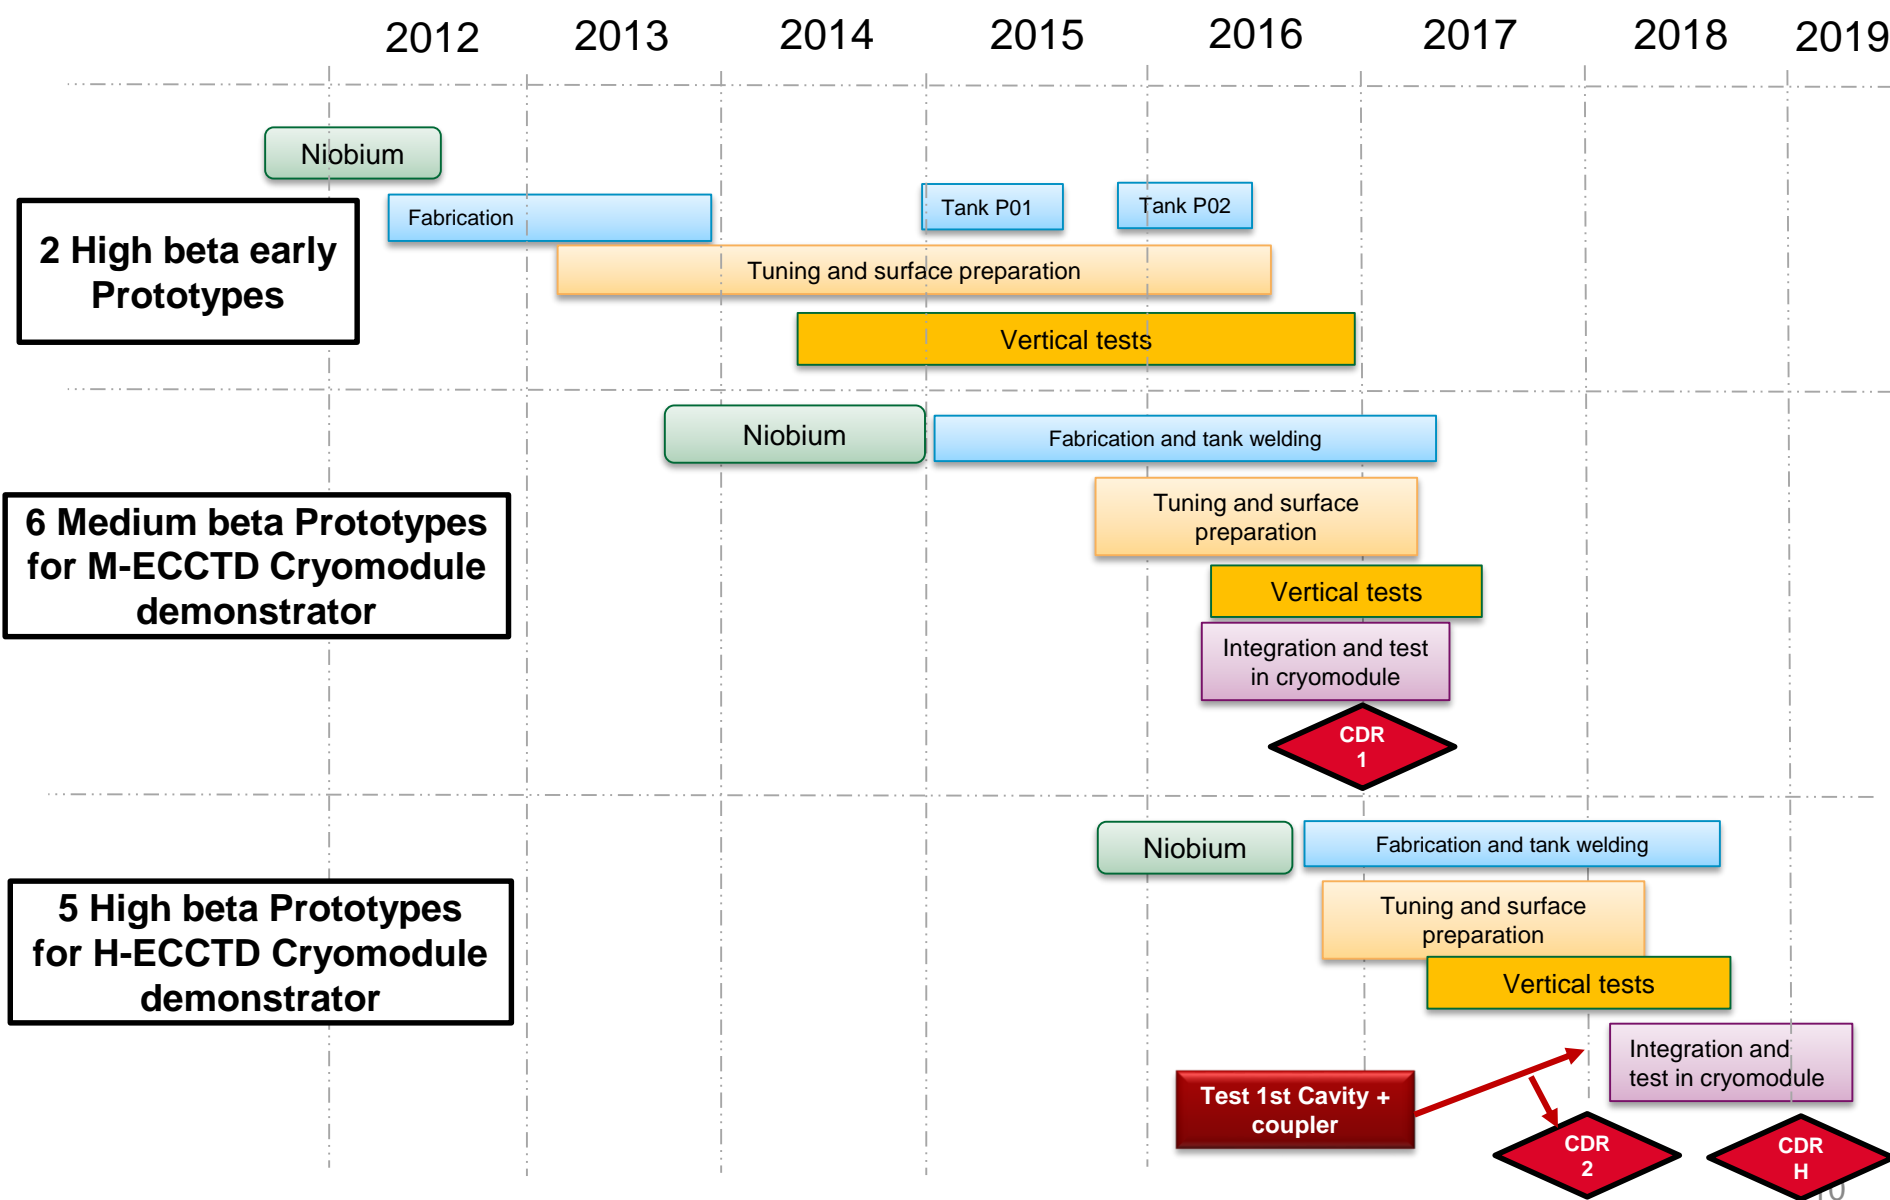 2012 2013 2014 2015 2016 2017 2018 2019
Niobium
Fabrication
Tank P01
Tank P02
2 High beta early
Prototypes
Tuning and surface preparation
Vertical tests
Niobium
Fabrication and tank welding
6 Medium beta Prototypes
for M-ECCTD Cryomodule
demonstrator
Tuning and surface
preparation
Vertical tests
Integration and test
in cryomodule
CDR
1
Niobium
Fabrication and tank welding
5 High beta Prototypes
for H-ECCTD Cryomodule
demonstrator
Tuning and surface
preparation
Vertical tests
Integration and
test in cryomodule
Test 1st Cavity +
coupler
CDR
2
CDR
H
10